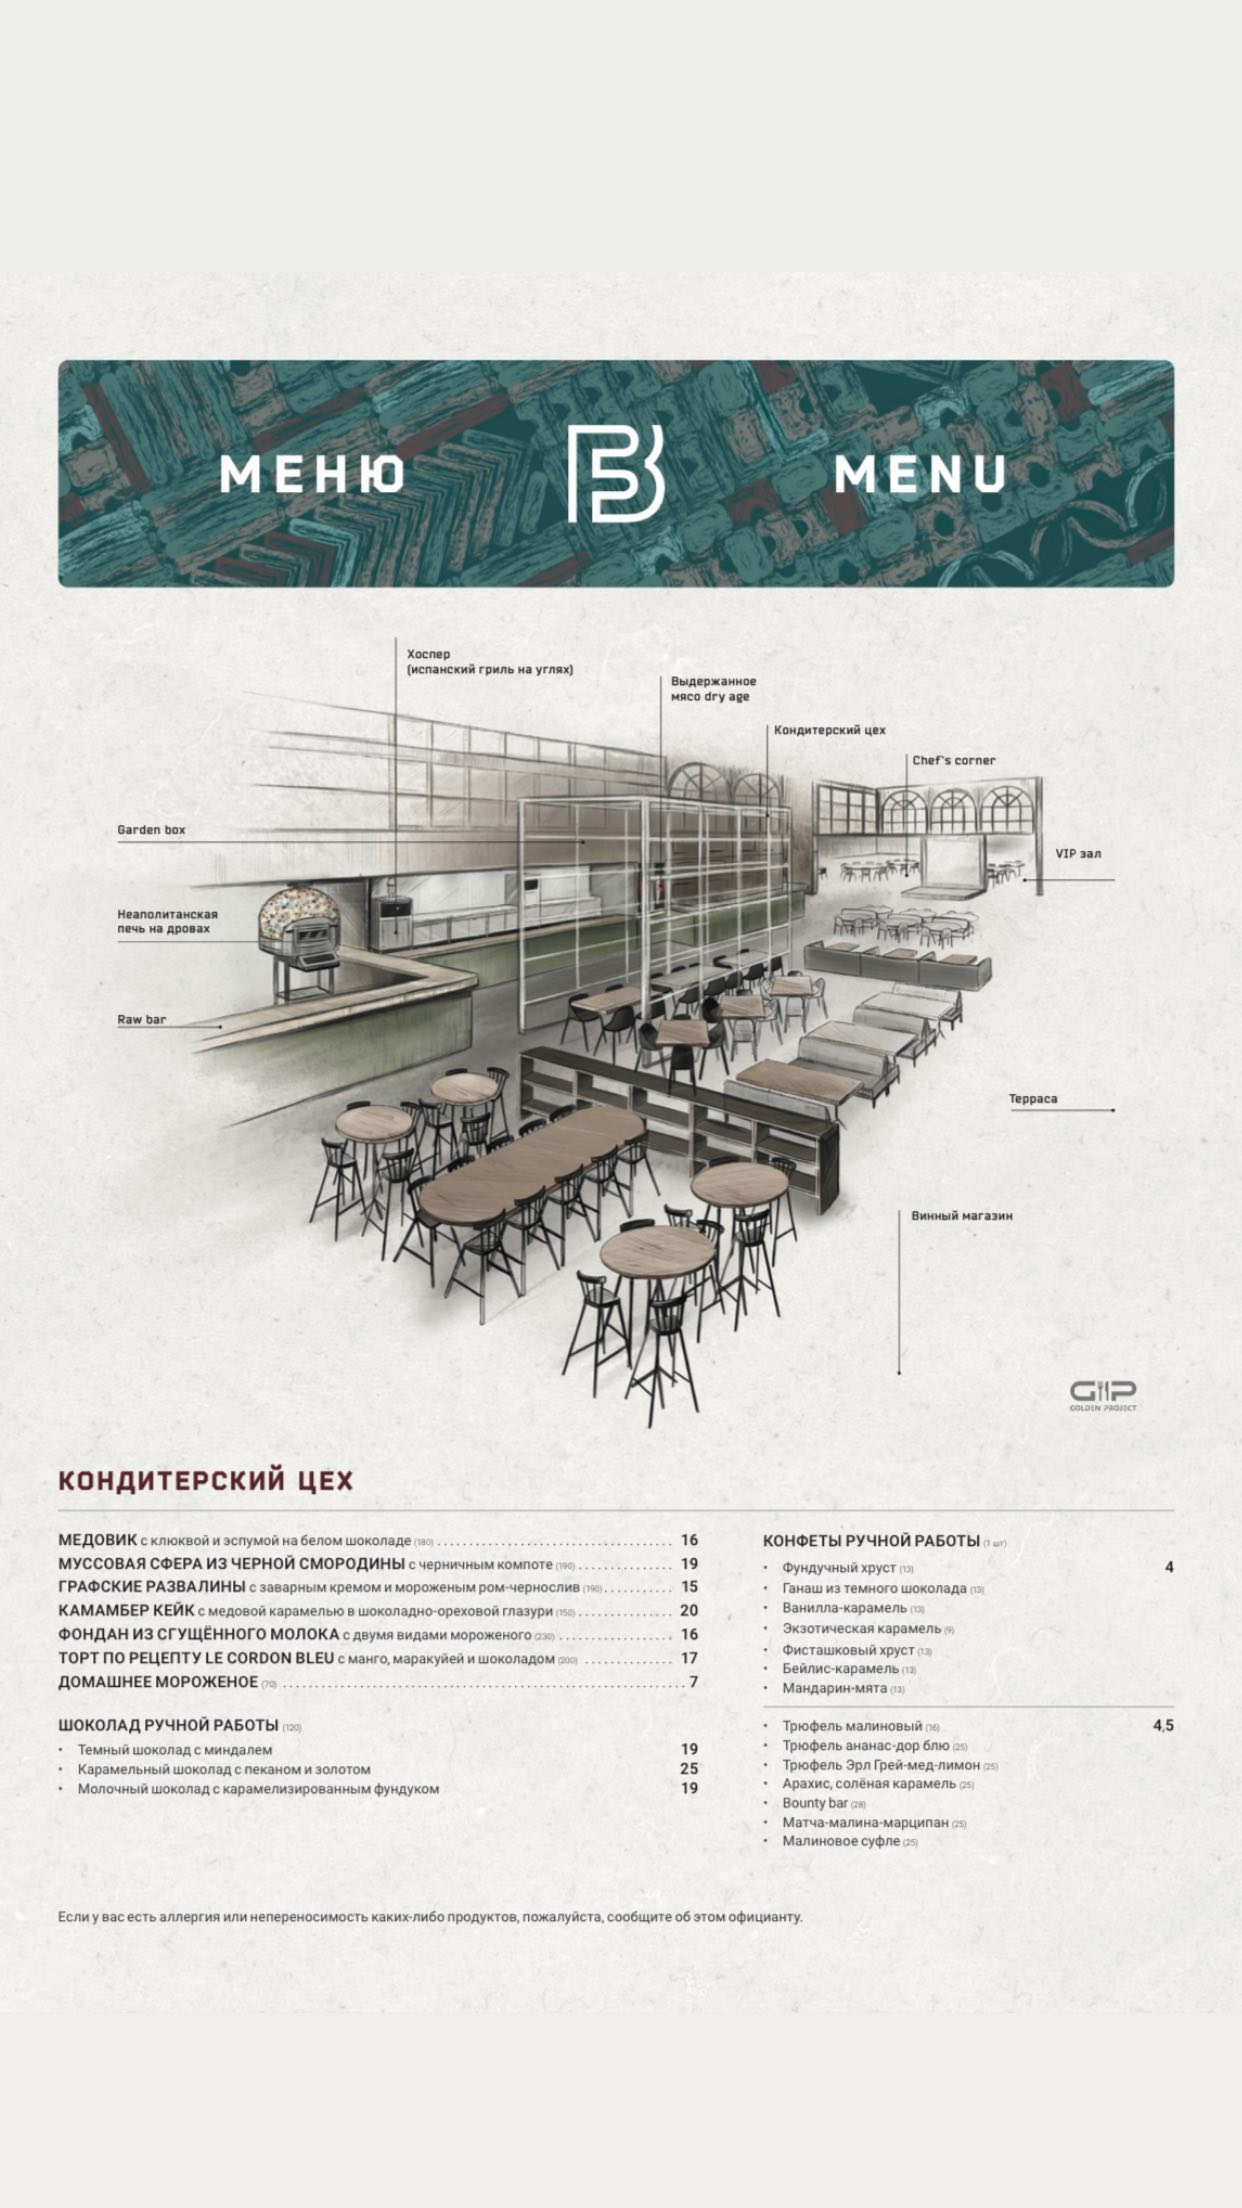 МЕНЮ
MENU
Хоспер
(испанский гриль на углях)
Выдержанное
мясо dry age
Кондитерский цех
Chef's corner
Garden box
VIP зал
Неаполитанская
печь на дровах
Raw bar
Терраса
Винный магазин
GOLDEN PROJECT
КОНДИТЕРСКИЙ ЦЕХ
МЕДОВИК с клюквой и эспумой на белом шоколаде (180) 16
МУССОВАЯ СФЕРА ИЗ ЧЕРНОЙ СМОРОДИНЫ с черничным компоте (190) 19
ГРАФСКИЕ РАЗВАЛИНЫ с заварным кремом и мороженым ром-чернослив (190) 15
КАМАМБЕР КЕЙК с медовой карамелью в шоколадно-ореховой глазури (150) 20
ФОНДАН ИЗ СГУЩЁННОГО МОЛОКА с двумя видами мороженого (230) 16
ТОРТ ПО РЕЦЕПТУ LE CORDON BLEU с манго, маракуйей и шоколадом (200) 17
ДОМАШНЕЕ МОРОЖЕНОЕ (70) 7
ШОКОЛАД РУЧНОЙ РАБОТЫ (120)
• Темный шоколад с миндалем 19
• Карамельный шоколад с пеканом и золотом 25
• Молочный шоколад с карамелизированным фундуком 19
КОНФЕТЫ РУЧНОЙ РАБОТЫ (1 шт)
• Фундучный хруст (13) 4
• Ганаш из темного шоколада (13)
• Ванилла-карамель (13)
• Экзотическая карамель (9)
• Фисташковый хруст (13)
• Бейлис-карамель (13)
• Мандарин-мята (13)
• Трюфель малиновый (16) 4,5
• Трюфель ананас-дор блю (25)
• Трюфель Эрл Грей-мед-лимон (25)
• Арахис, солёная карамель (25)
• Bounty bar (28)
• Матча-малина-марципан (25)
• Малиновое суфле (25)
Если у вас есть аллергия или непереносимость каких-либо продуктов, пожалуйста, сообщите об этом официанту.